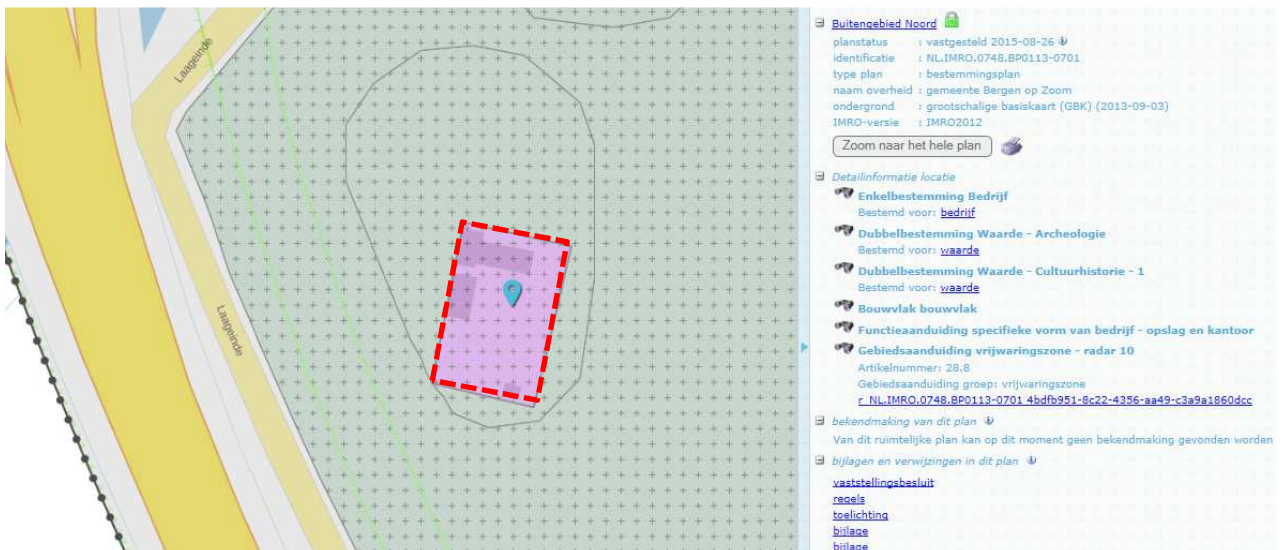 Laageinde
Laageinde
Buitengebied Noord
planstatus : vastgesteld 2015-08-26
identificatie : NL.IMRO.0748.BP0113-0701
type plan : bestemmingsplan
naam overheid : gemeente Bergen op Zoom
ondergrond : grootschalige basiskaart (GBK) (2013-09-03)
IMRO-versie : IMRO2012
Zoom naar het hele plan
Detailinformatie locatie
Enkelbestemming Bedrijf
Bestemd voor: bedrijf
Dubbelbestemming Waarde - Archeologie
Bestemd voor: waarde
Dubbelbestemming Waarde - Cultuurhistorie - 1
Bestemd voor: waarde
Bouwvlak bouwvlak
Functieaanduiding specifieke vorm van bedrijf - opslag en kantoor
Gebiedsaanduiding vrijwaringszone - radar 10
Artikelnummer: 28.8
Gebiedsaanduiding groep: vrijwaringszone
r_NL.IMRO.0748.BP0113-0701_4bdfb951-8c22-4356-aa49-c3a9a1860dcc
bekendmaking van dit plan
Van dit ruimtelijke plan kan op dit moment geen bekendmaking gevonden worden
bijlagen en verwijzingen in dit plan
vaststellingsbesluit
regels
toelichting
bijlage
bijlage